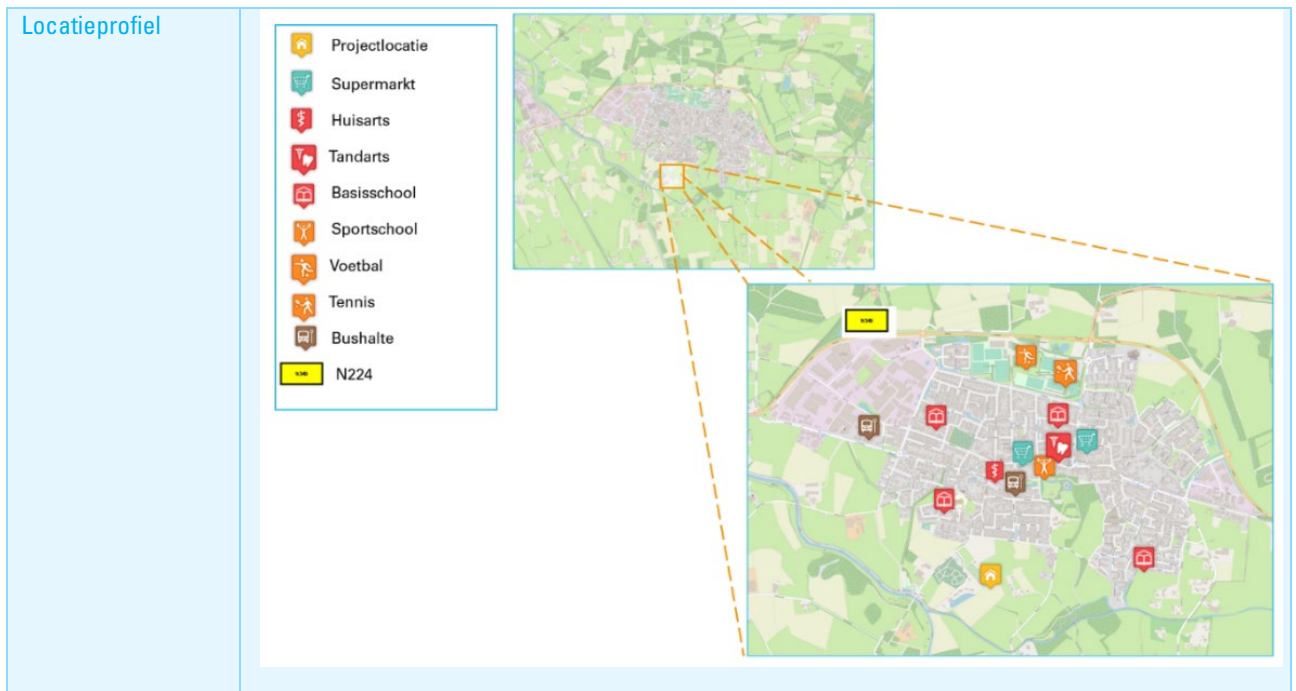 Locatieprofiel
Projectlocatie
Supermarkt
Huisarts
Tandarts
Basisschool
Sportschool
Voetbal
Tennis
Bushalte
N224